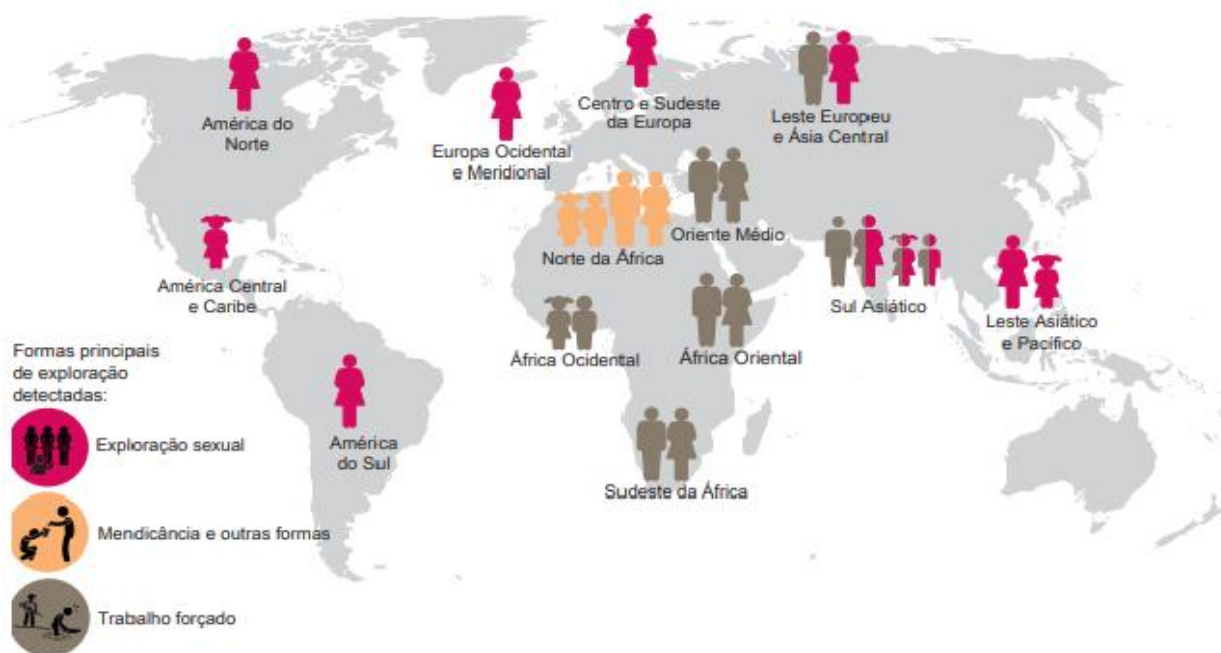 América do
Norte
Europa Ocidental
e Meridional
Centro e Sudeste
da Europa
Leste Europeu
e Ásia Central
América Central
e Caribe
Norte da África
Oriente Médio
Sul Asiático
Leste Asiático
e Pacífico
África Ocidental
África Oriental
América
do Sul
Sudeste da África
Formas principais
de exploração
detectadas:
Exploração sexual
Mendicância e outras formas
Trabalho forçado